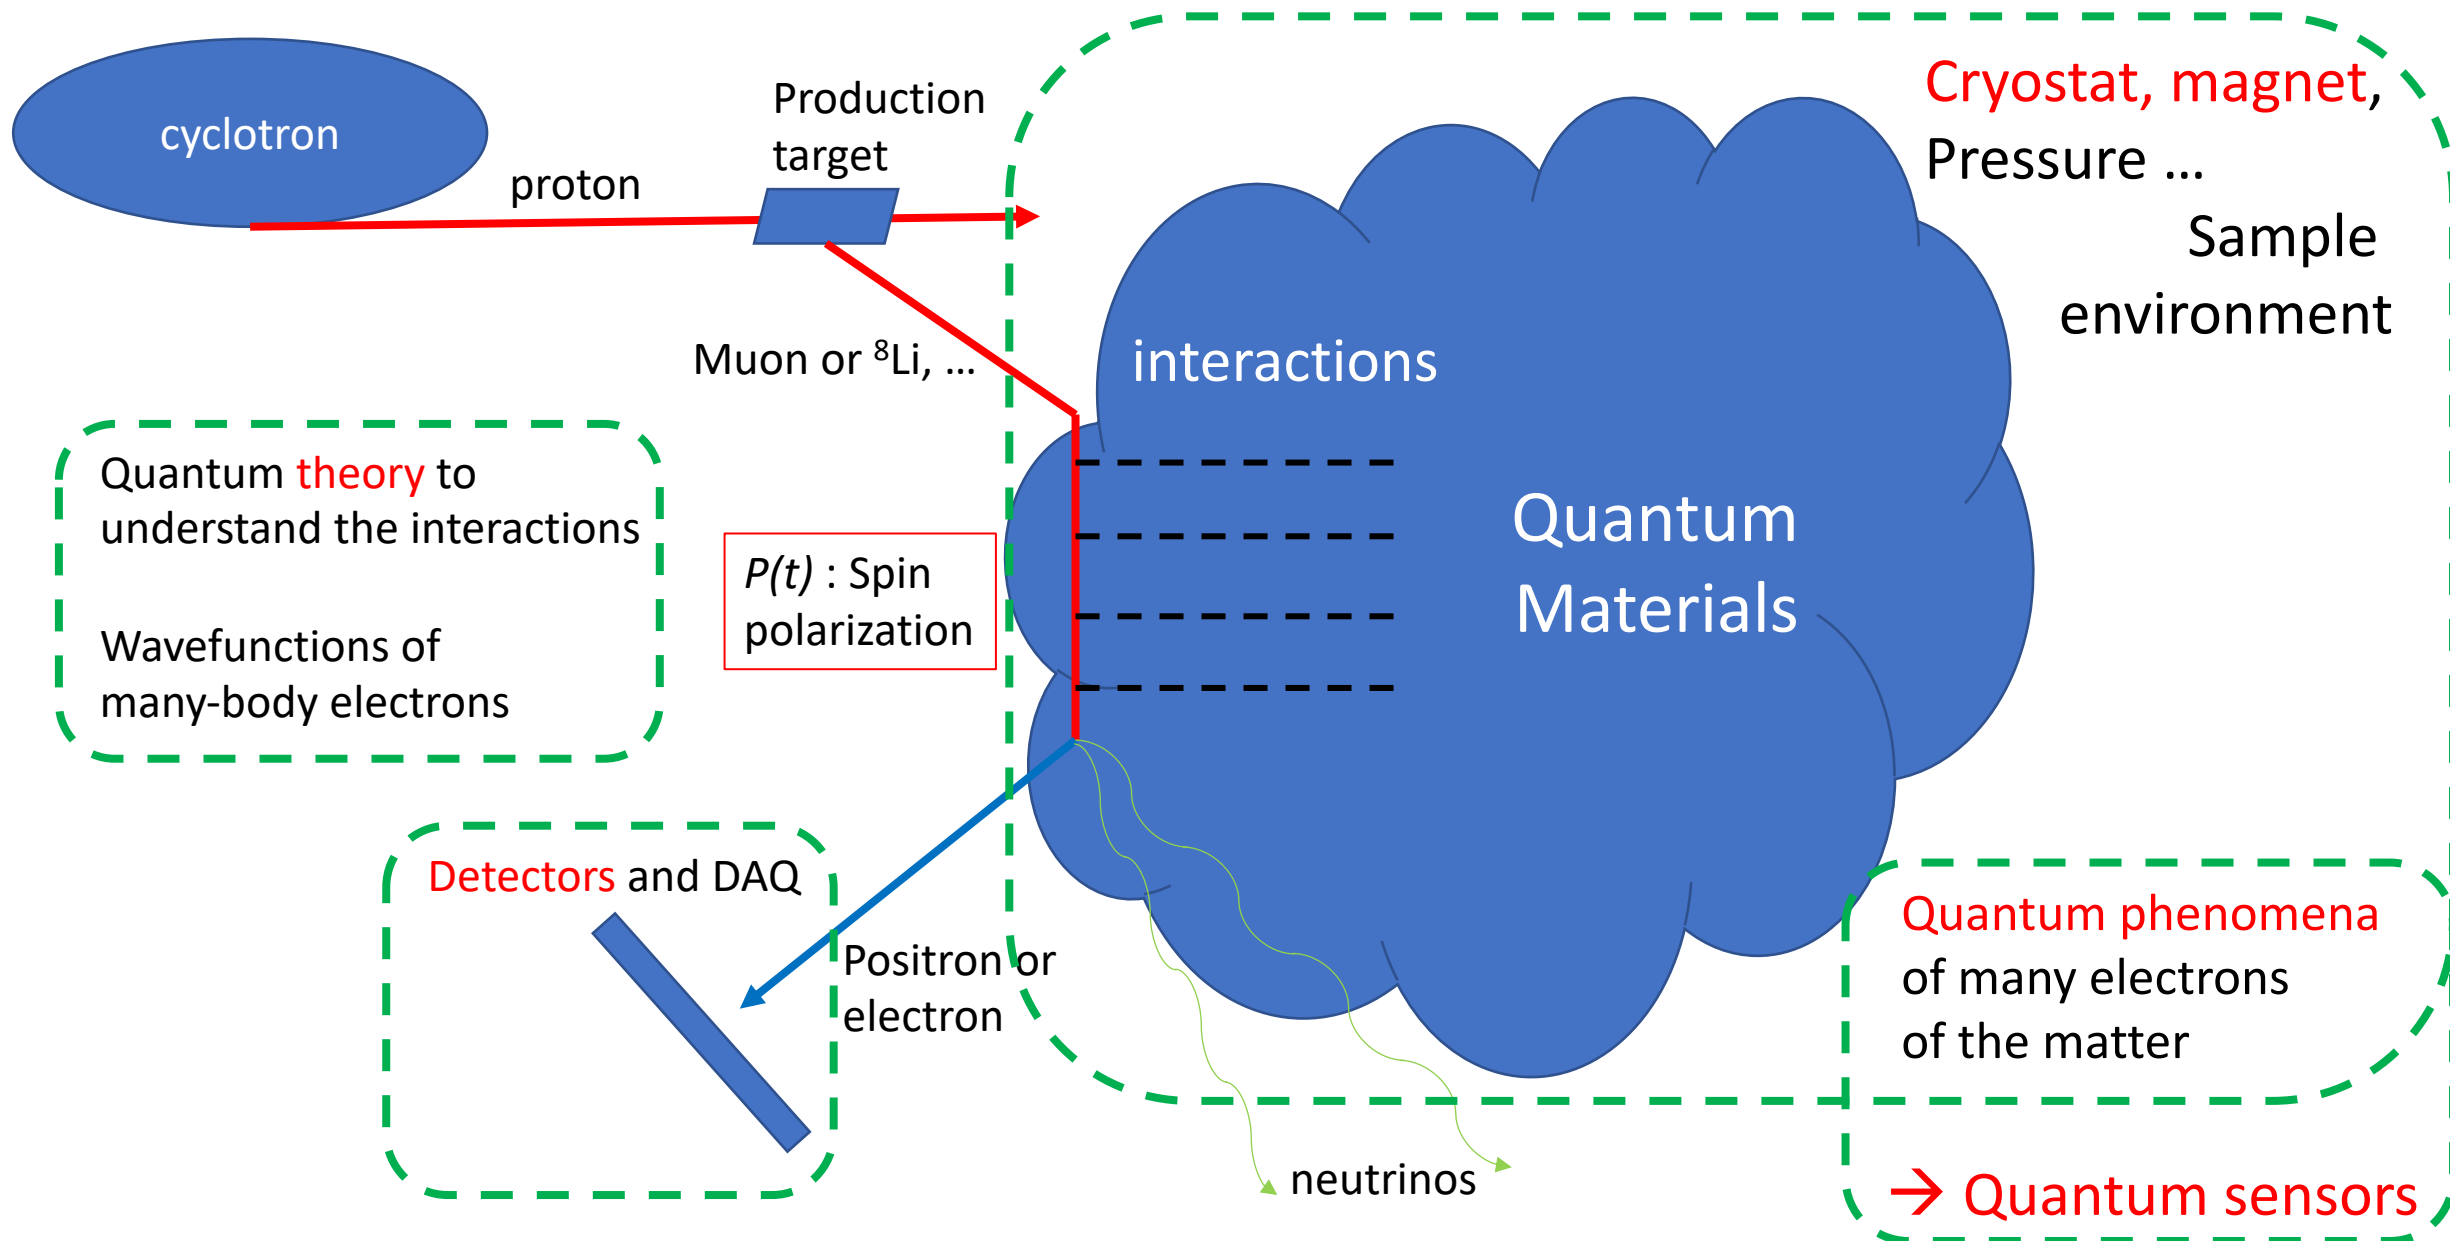 cyclotron
proton
Production
target
Muon or ⁸Li, ...
Cryostat, magnet,
Pressure ...
Sample
environment
interactions
Quantum
Materials
Quantum theory to
understand the interactions
Wavefunctions of
many-body electrons
P(t) : Spin
polarization
Detectors and DAQ
Positron or
electron
neutrinos
Quantum phenomena
of many electrons
of the matter
→ Quantum sensors